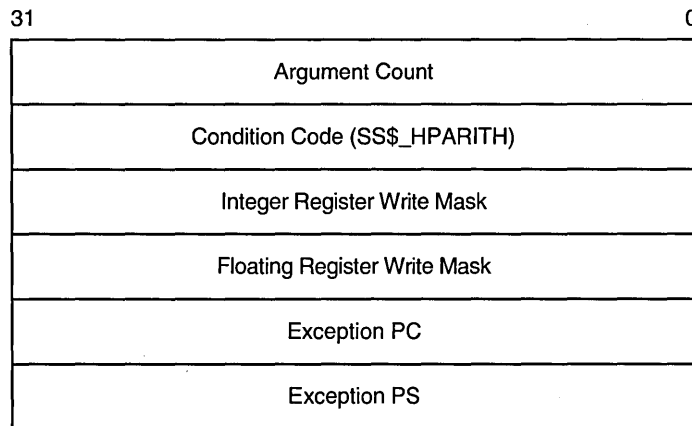 31 0
Argument Count
Condition Code (SS$_HPARITH)
Integer Register Write Mask
Floating Register Write Mask
Exception PC
Exception PS